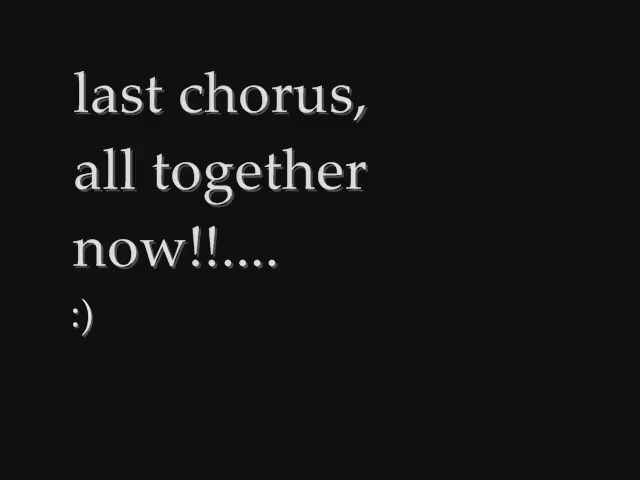 last chorus,
all together
now!!....
:)